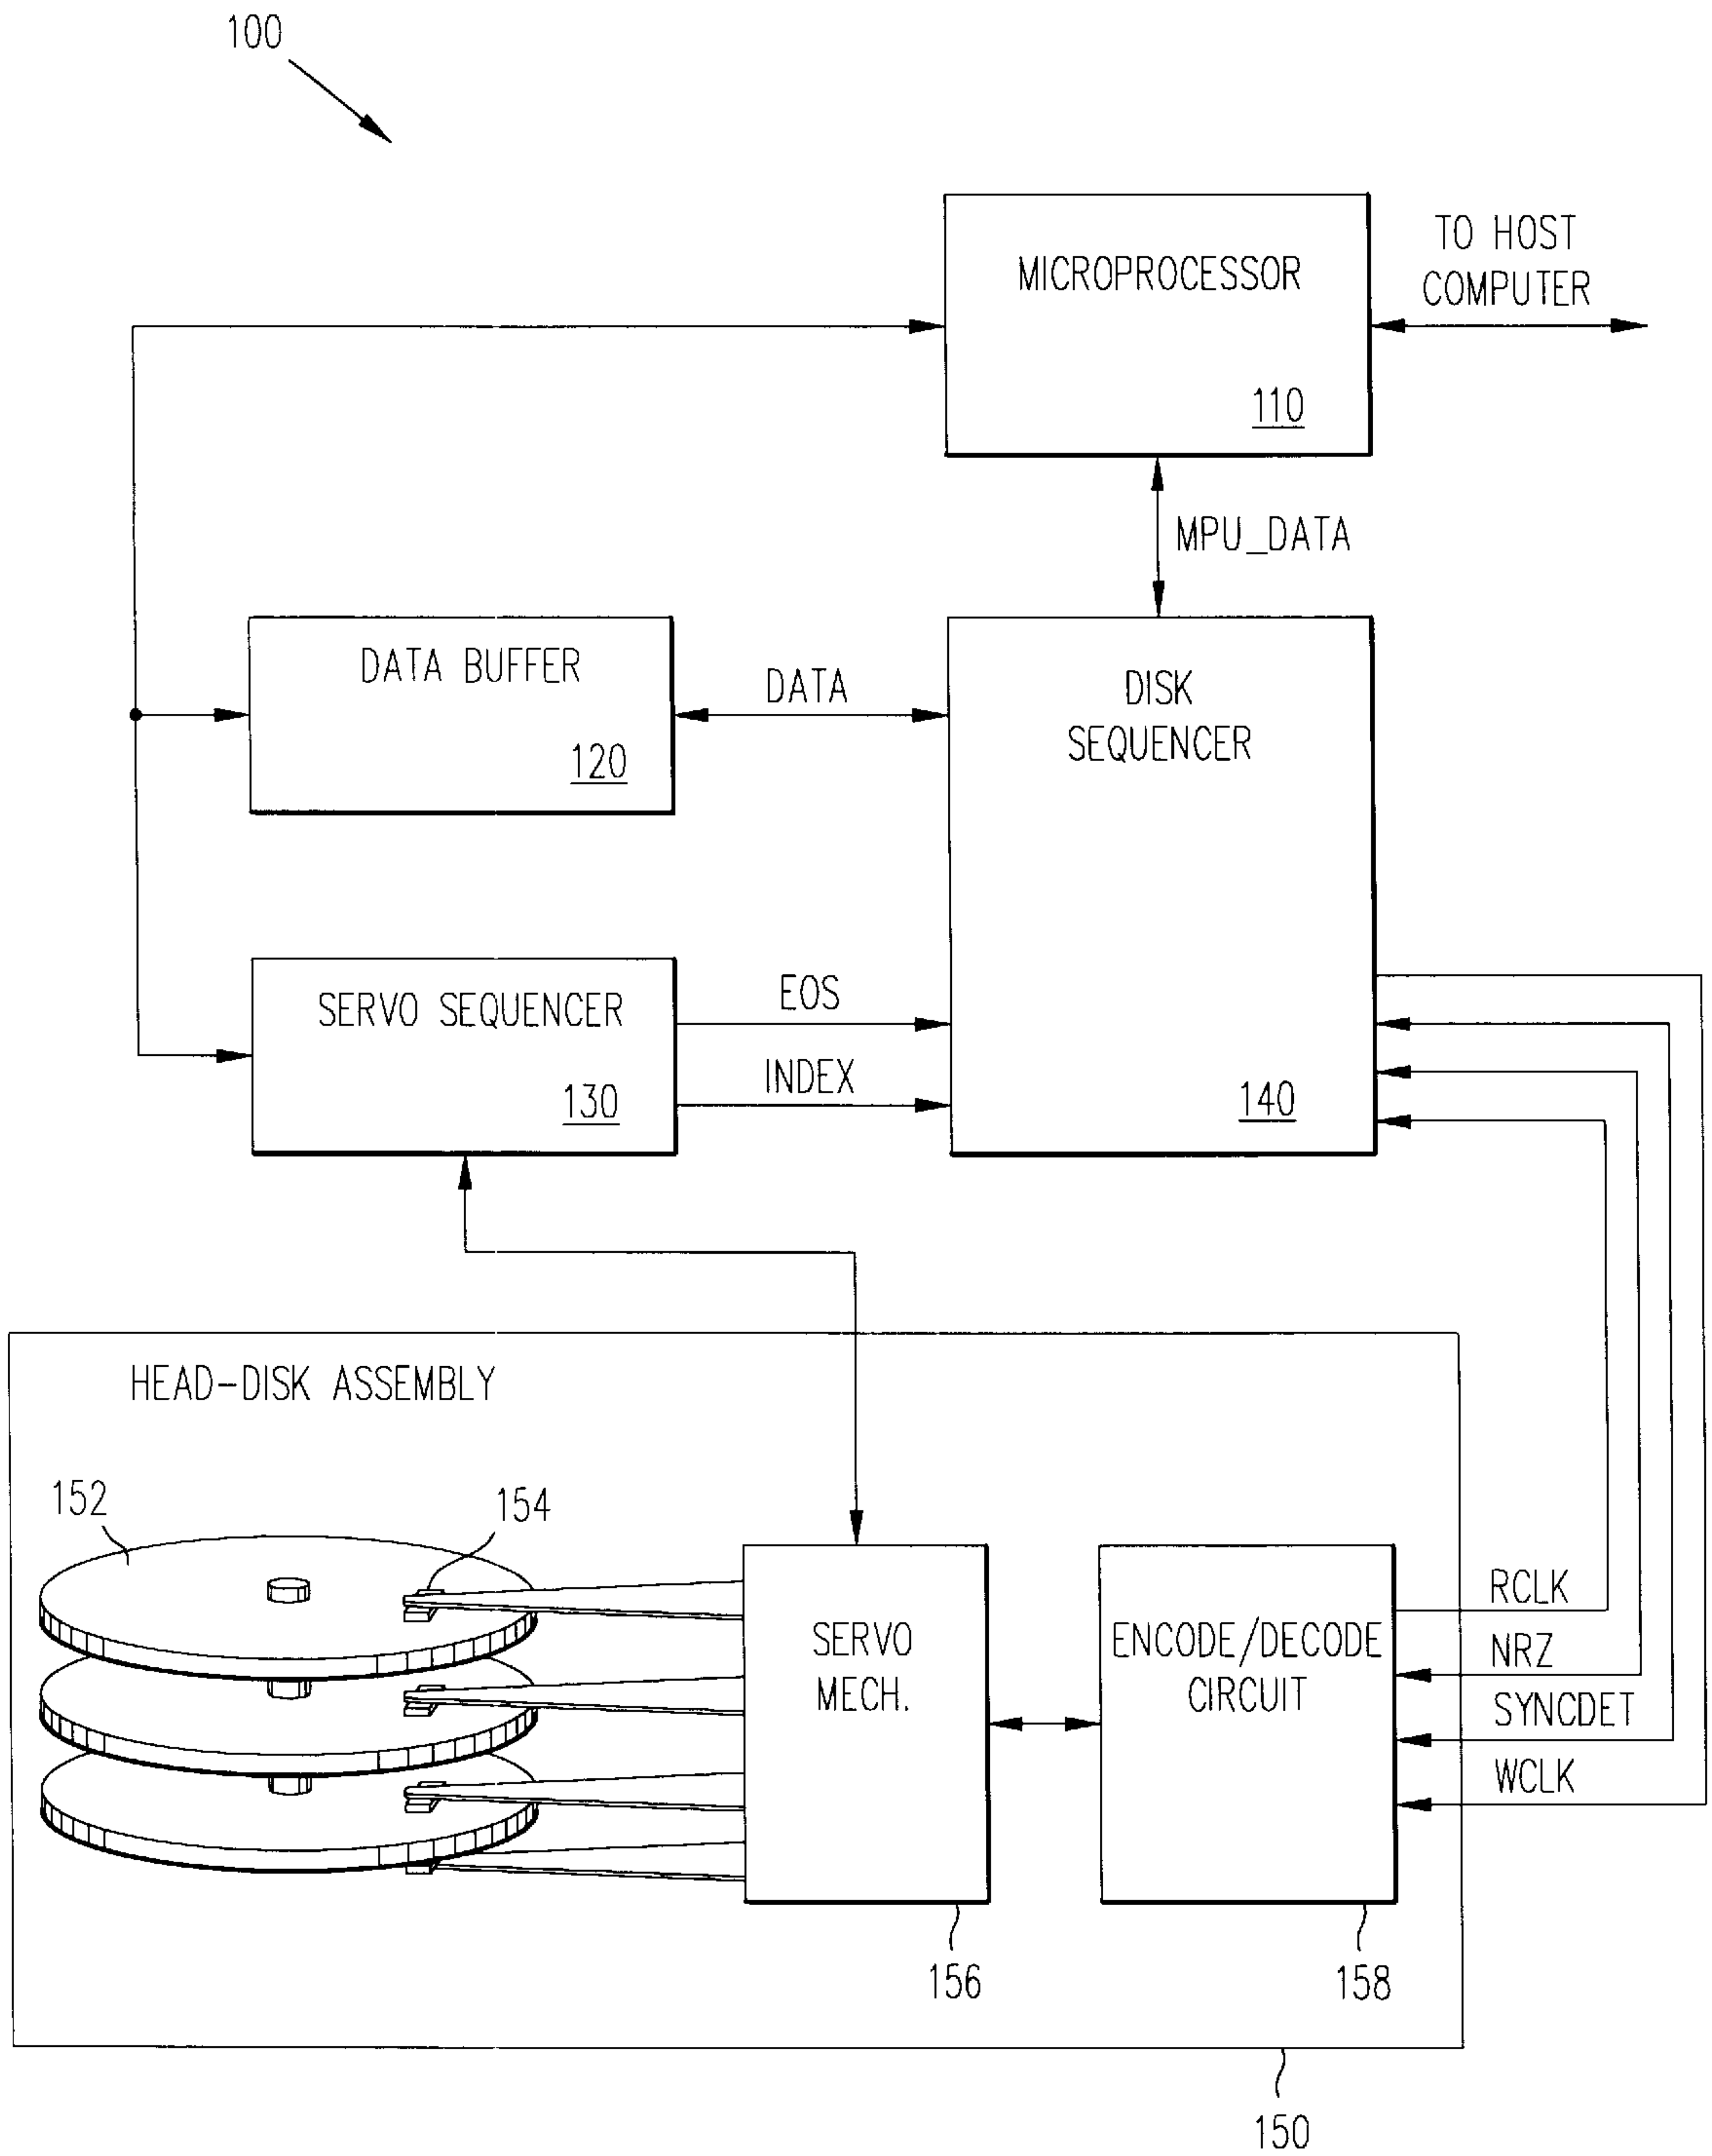 100
MICROPROCESSOR
110
TO HOST
COMPUTER
MPU_DATA
DATA BUFFER
120
DATA
DISK
SEQUENCER
140
SERVO SEQUENCER
130
EOS
INDEX
HEAD-DISK ASSEMBLY
152
154
SERVO
MECH.
156
ENCODE/DECODE
CIRCUIT
158
RCLK
NRZ
SYNCDET
WCLK
150